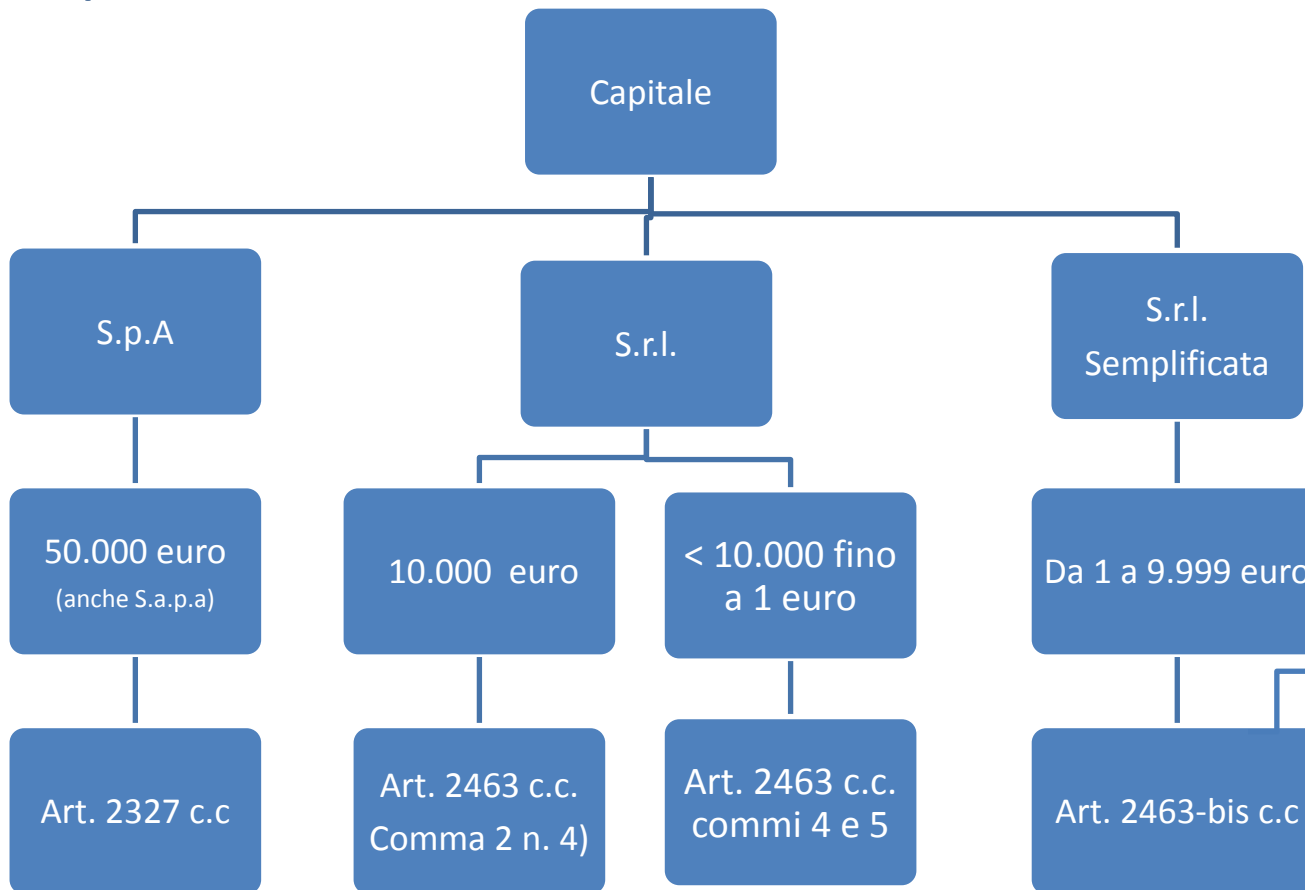 Capitale
S.p.A
S.r.l.
S.r.l.
Semplificata
50.000 euro
(anche S.a.p.a)
10.000 euro
< 10.000 fino
a 1 euro
Da 1 a 9.999 euro
Art. 2327 c.c
Art. 2463 c.c.
Comma 2 n. 4)
Art. 2463 c.c.
commi 4 e 5
Art. 2463-bis c.c